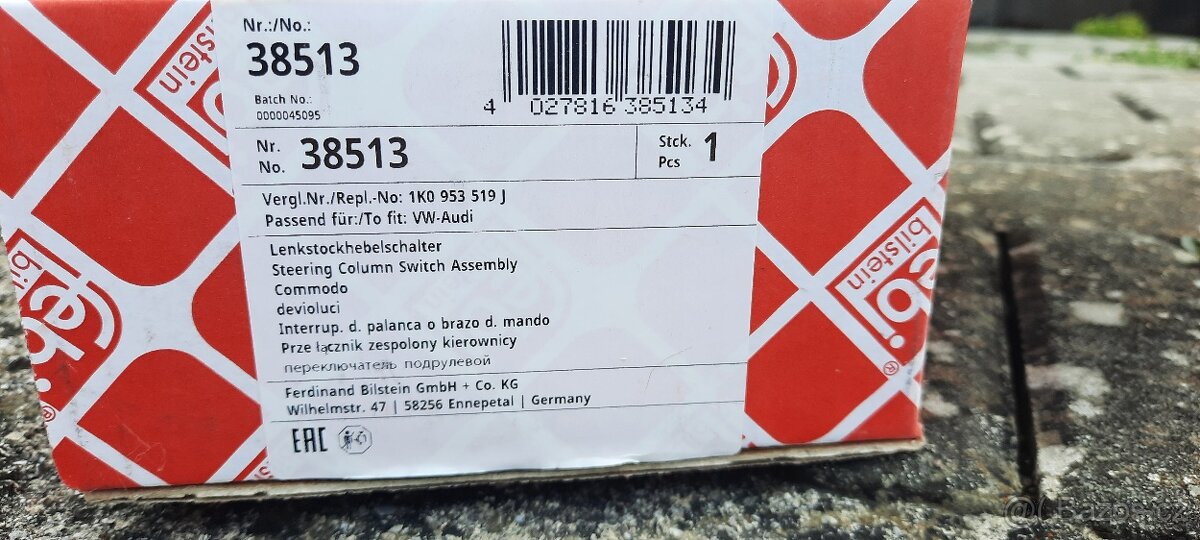 Nr.:/No.:
38513
Batch No.:
0000045095
4 027816 385134
Nr.
No. 38513
Stck.
Pcs 1
Vergl.Nr./Repl.-No: 1K0 953 519 J
Passend für:/To fit: VW-Audi
Lenkstockhebelschalter
Steering Column Switch Assembly
Commodo
devioluci
Interrup. d. palanca o brazo d. mando
Prze łącznik zespolony kierownicy
переключатель подрулевой
Ferdinand Bilstein GmbH + Co. KG
Wilhelmstr. 47 | 58256 Ennepetal | Germany
EAC
bilstein
febi
bilstein
®
®